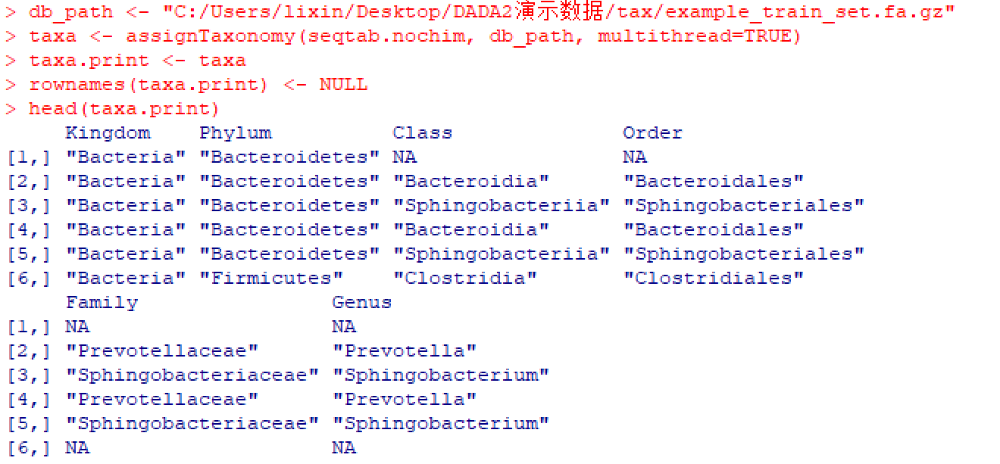 > db_path <- "C:/Users/lixin/Desktop/DADA2演示数据/tax/example_train_set.fa.gz"
> taxa <- assignTaxonomy(seqtab.nochim, db_path, multithread=TRUE)
> taxa.print <- taxa
> rownames(taxa.print) <- NULL
> head(taxa.print)
     Kingdom    Phylum          Class              Order
[1,] "Bacteria" "Bacteroidetes" NA                 NA
[2,] "Bacteria" "Bacteroidetes" "Bacteroidia"      "Bacteroidales"
[3,] "Bacteria" "Bacteroidetes" "Sphingobacteriia" "Sphingobacteriales"
[4,] "Bacteria" "Bacteroidetes" "Bacteroidia"      "Bacteroidales"
[5,] "Bacteria" "Bacteroidetes" "Sphingobacteriia" "Sphingobacteriales"
[6,] "Bacteria" "Firmicutes"    "Clostridia"       "Clostridiales"
     Family                Genus
[1,] NA                    NA
[2,] "Prevotellaceae"      "Prevotella"
[3,] "Sphingobacteriaceae" "Sphingobacterium"
[4,] "Prevotellaceae"      "Prevotella"
[5,] "Sphingobacteriaceae" "Sphingobacterium"
[6,] NA                    NA